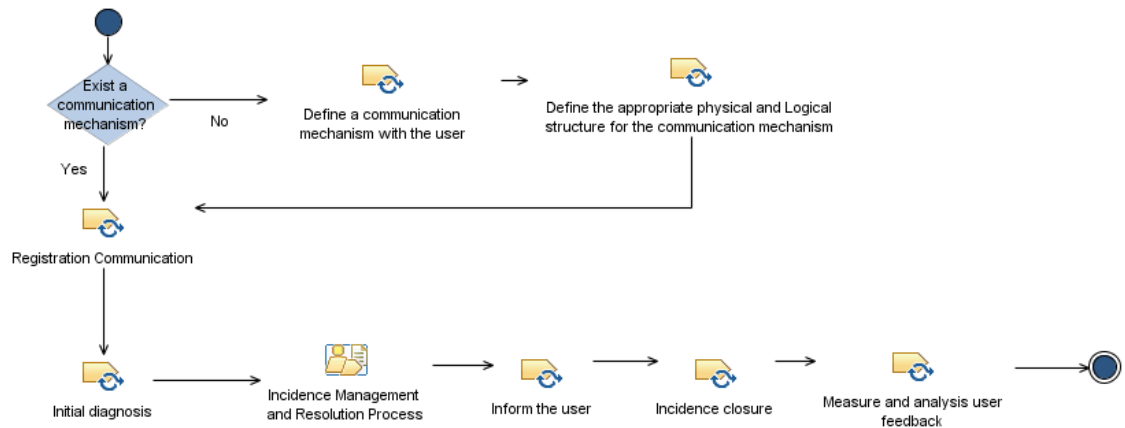 Exist a
communication
mechanism?
No
Define a communication
mechanism with the user
Define the appropriate physical and Logical
structure for the communication mechanism
Yes
Registration Communication
Initial diagnosis
Incidence Management
and Resolution Process
Inform the user
Incidence closure
Measure and analysis user
feedback